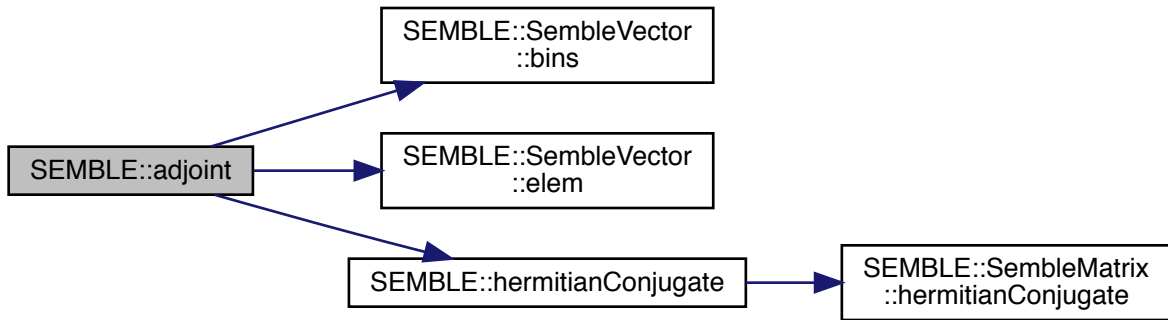 SEMBLE::SembleVector
::bins
SEMBLE::adjoint
SEMBLE::SembleVector
::elem
SEMBLE::hermitianConjugate
SEMBLE::SembleMatrix
::hermitianConjugate